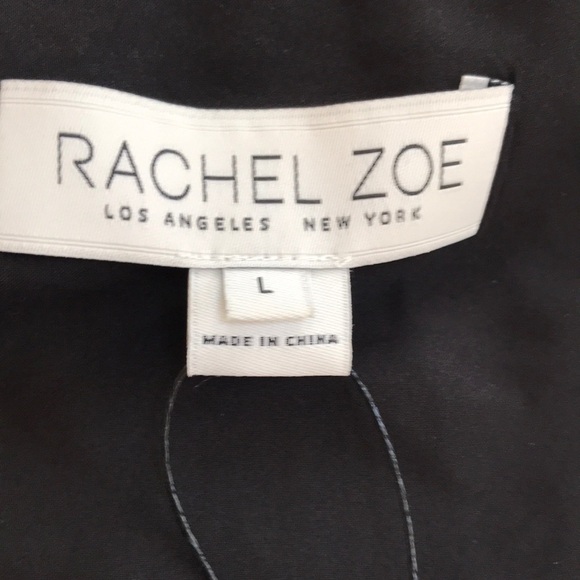 RACHEL ZOE
LOS ANGELES NEW YORK
L
MADE IN CHINA